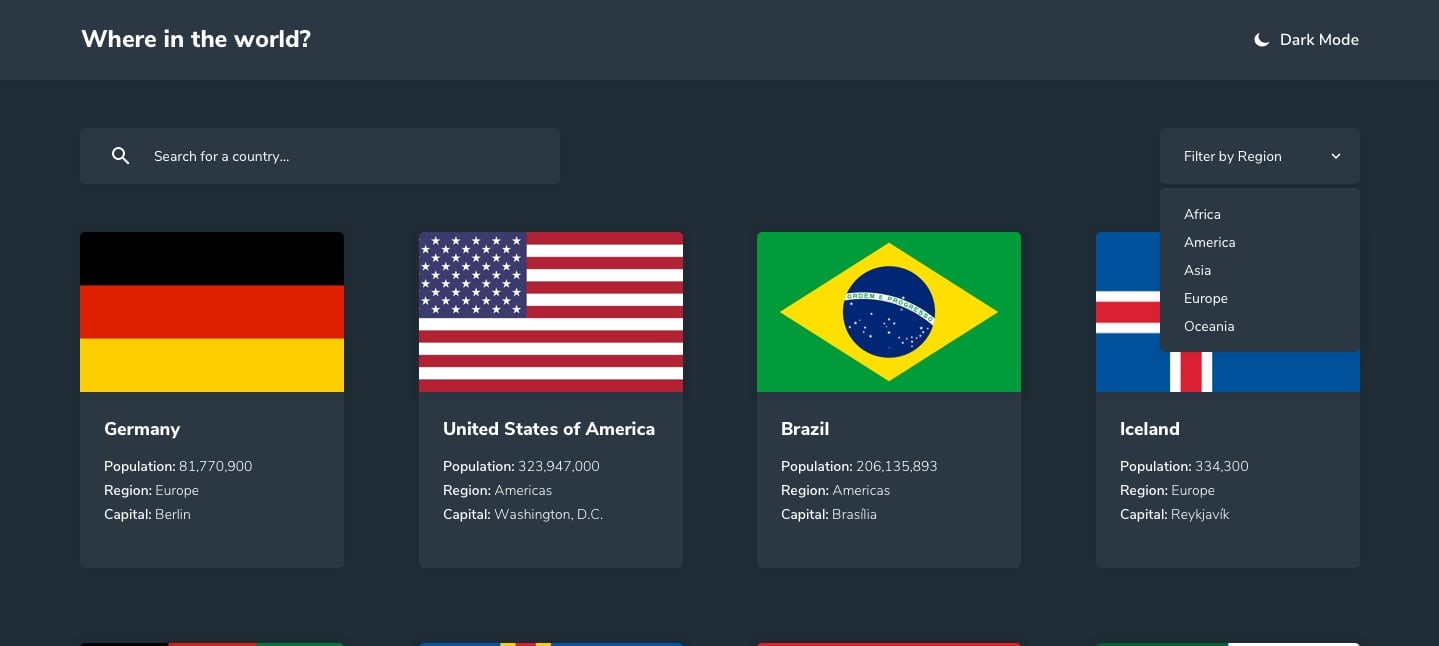 Where in the world?
Dark Mode
Search for a country…
Filter by Region
Africa
America
Asia
Europe
Oceania
ORDEM E PROGRESSO
Germany
Population: 81,770,900
Region: Europe
Capital: Berlin
United States of America
Population: 323,947,000
Region: Americas
Capital: Washington, D.C.
Brazil
Population: 206,135,893
Region: Americas
Capital: Brasília
Iceland
Population: 334,300
Region: Europe
Capital: Reykjavík